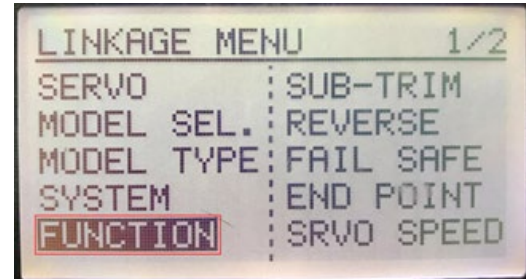 LINKAGE MENU 1/2
SERVO SUB-TRIM
MODEL SEL. REVERSE
MODEL TYPE FAIL SAFE
SYSTEM END POINT
FUNCTION SRVO SPEED